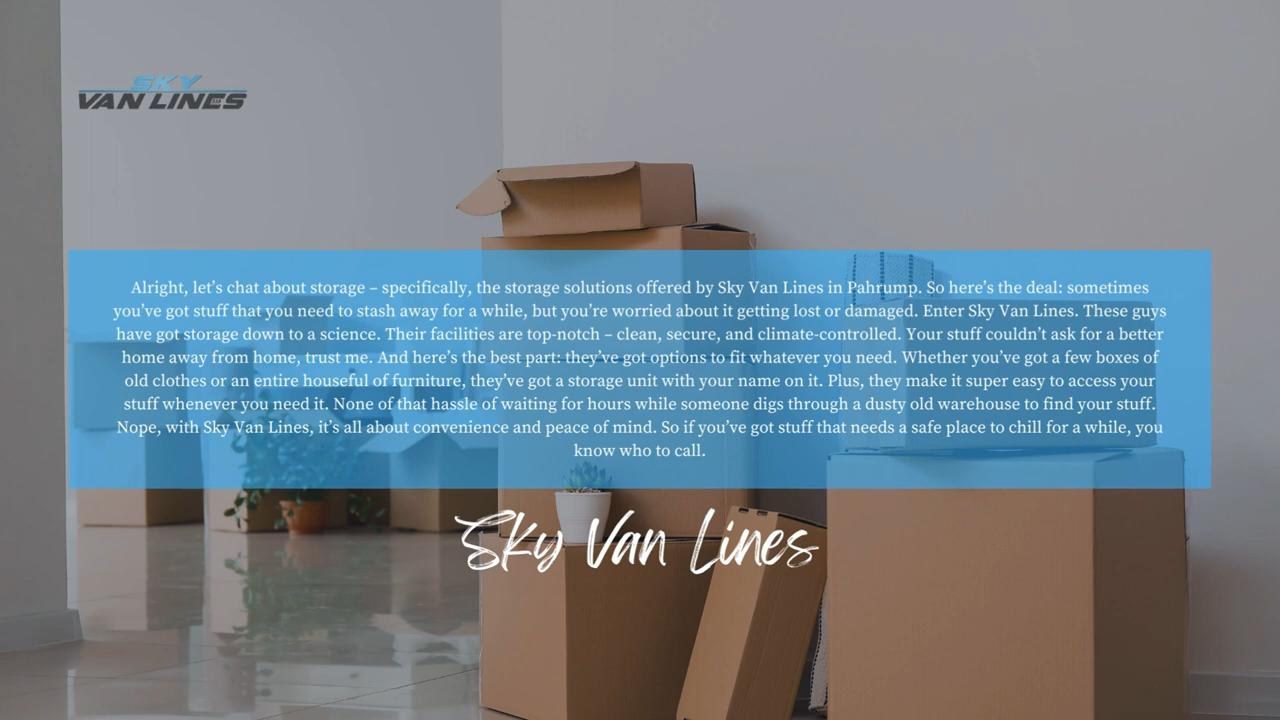 SKY
VAN LINES
Alright, let's chat about storage – specifically, the storage solutions offered by Sky Van Lines in Pahrump. So here's the deal: sometimes
you've got stuff that you need to stash away for a while, but you're worried about it getting lost or damaged. Enter Sky Van Lines. These guys
have got storage down to a science. Their facilities are top-notch – clean, secure, and climate-controlled. Your stuff couldn't ask for a better
home away from home, trust me. And here's the best part: they've got options to fit whatever you need. Whether you've got a few boxes of
old clothes or an entire houseful of furniture, they've got a storage unit with your name on it. Plus, they make it super easy to access your
stuff whenever you need it. None of that hassle of waiting for hours while someone digs through a dusty old warehouse to find your stuff.
Nope, with Sky Van Lines, it's all about convenience and peace of mind. So if you've got stuff that needs a safe place to chill for a while, you
know who to call.
Sky Van Lines